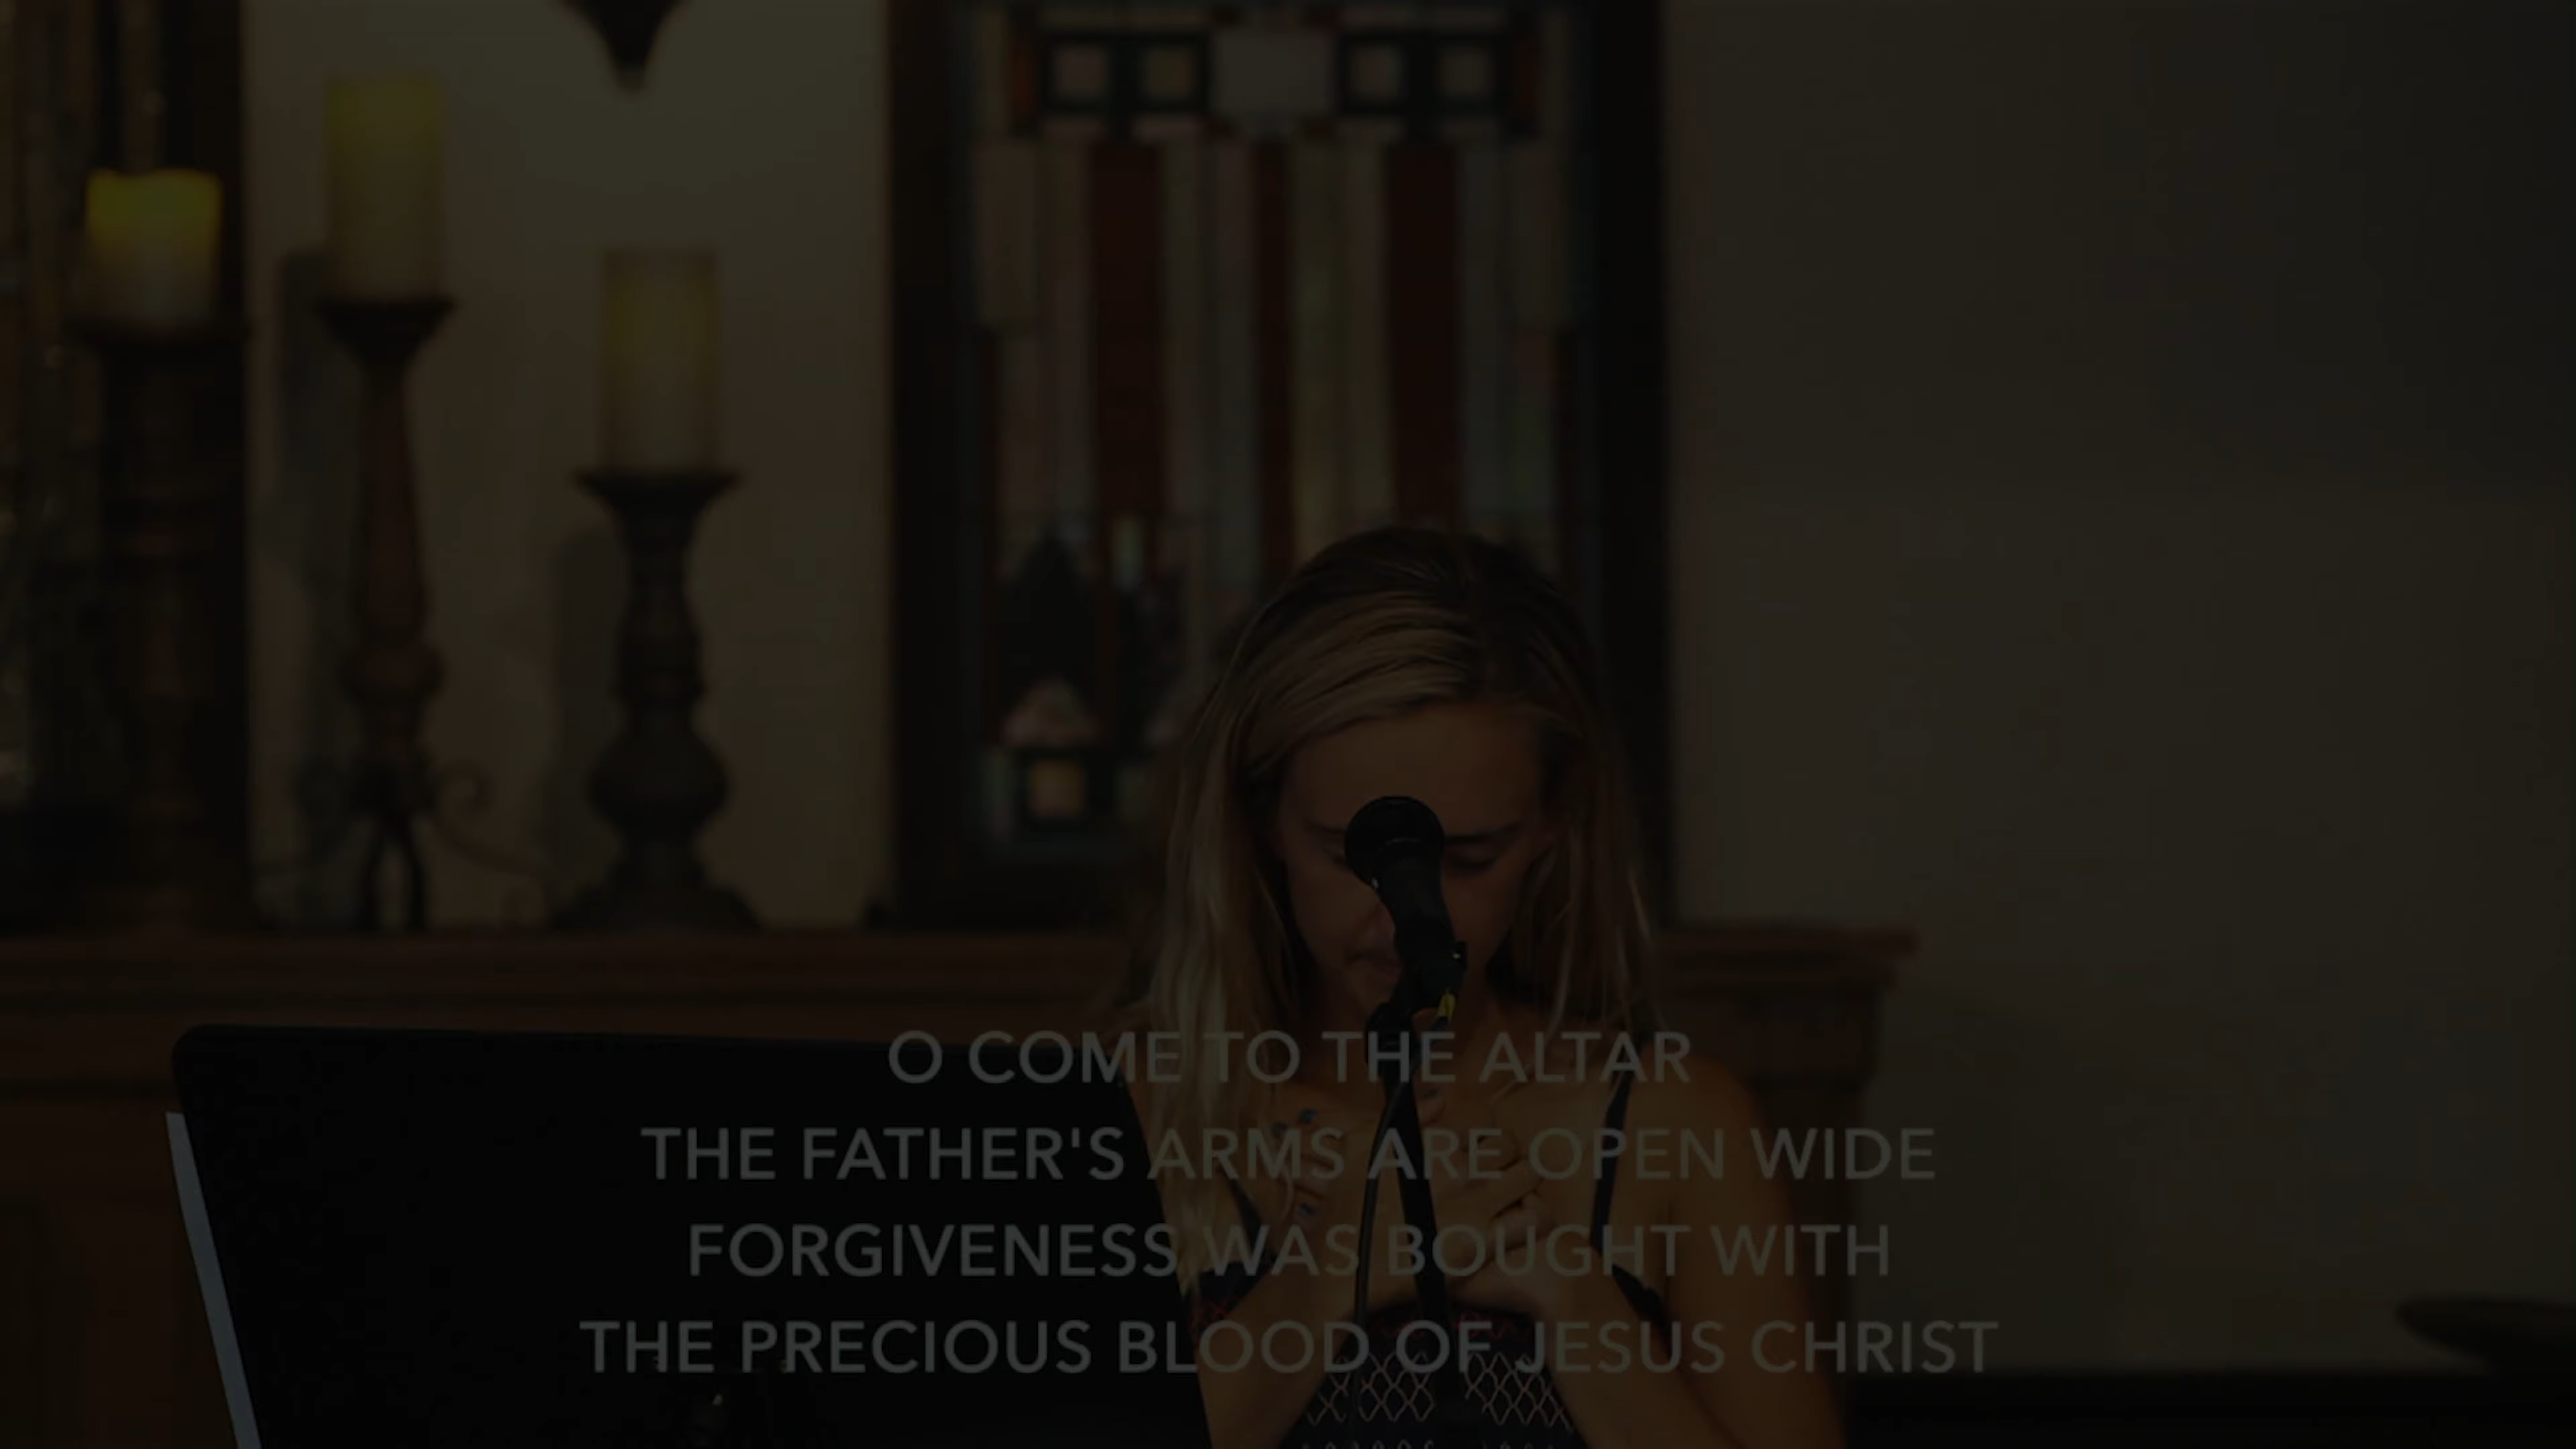 O COME TO THE ALTAR
THE FATHER'S ARMS ARE OPEN WIDE
FORGIVENESS WAS BOUGHT WITH
THE PRECIOUS BLOOD OF JESUS CHRIST